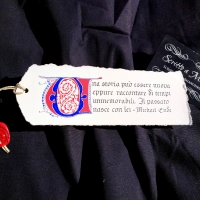 Una storia può essere nuova
eppure raccontare di tempi
immemorabili. Il passato
nasce con lei - Michael Ende